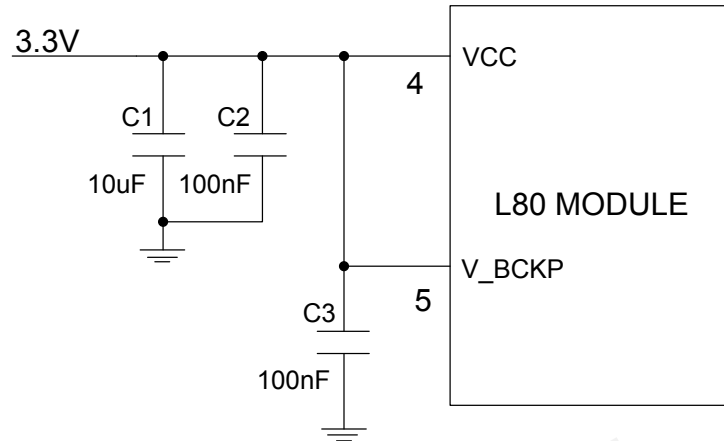 3.3V
VCC
4
C1
C2
10uF
100nF
L80 MODULE
V_BCKP
5
C3
100nF